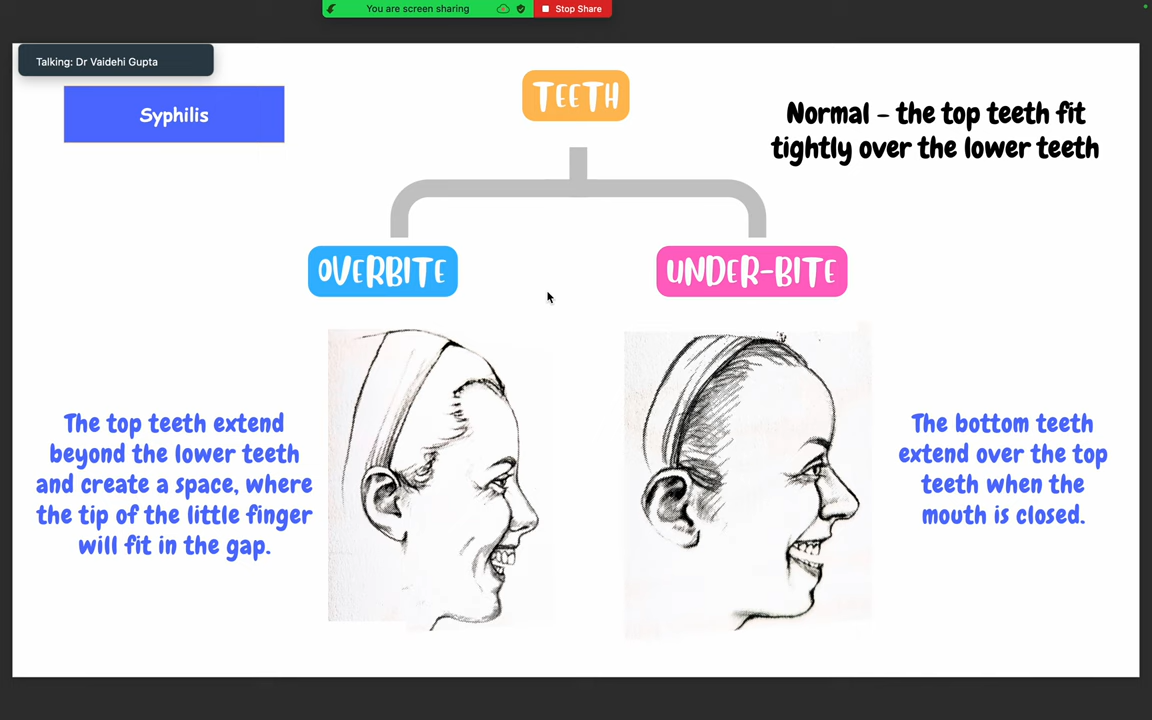 You are screen sharing
Stop Share
Talking: Dr Vaidehi Gupta
Syphilis
TEETH
Normal - the top teeth fit
tightly over the lower teeth
OVERBITE
UNDER-BITE
The top teeth extend
beyond the lower teeth
and create a space, where
the tip of the little finger
will fit in the gap.
The bottom teeth
extend over the top
teeth when the
mouth is closed.